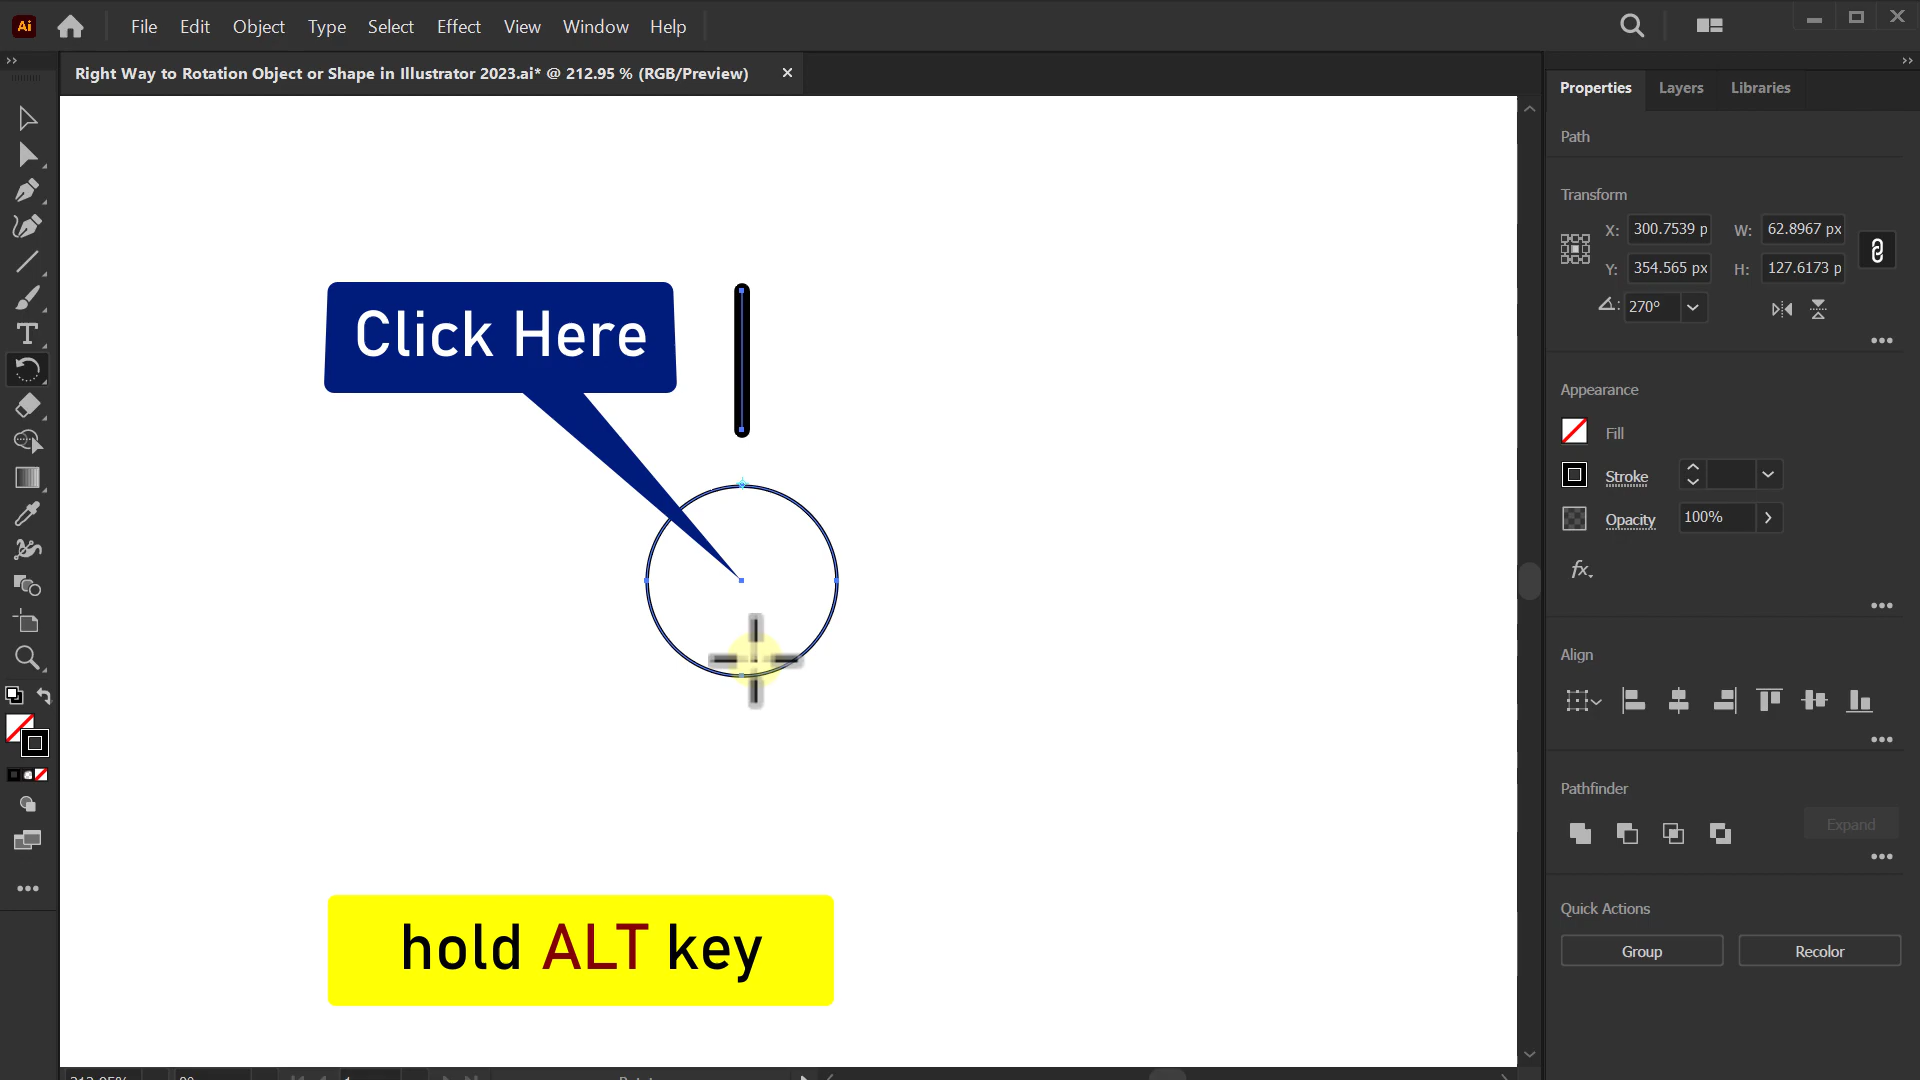 Ai File Edit Object Type Select Effect View Window Help
Right Way to Rotation Object or Shape in Illustrator 2023.ai* @ 212.95 % (RGB/Preview) ×
Properties Layers Libraries
Path
Transform
X: 300.7539 p W: 62.8967 px
Y: 354.565 px H: 127.6173 p
270°
Click Here
Appearance
Fill
Stroke
Opacity 100%
fx
Align
Pathfinder
Expand
Quick Actions
Group Recolor
hold ALT key